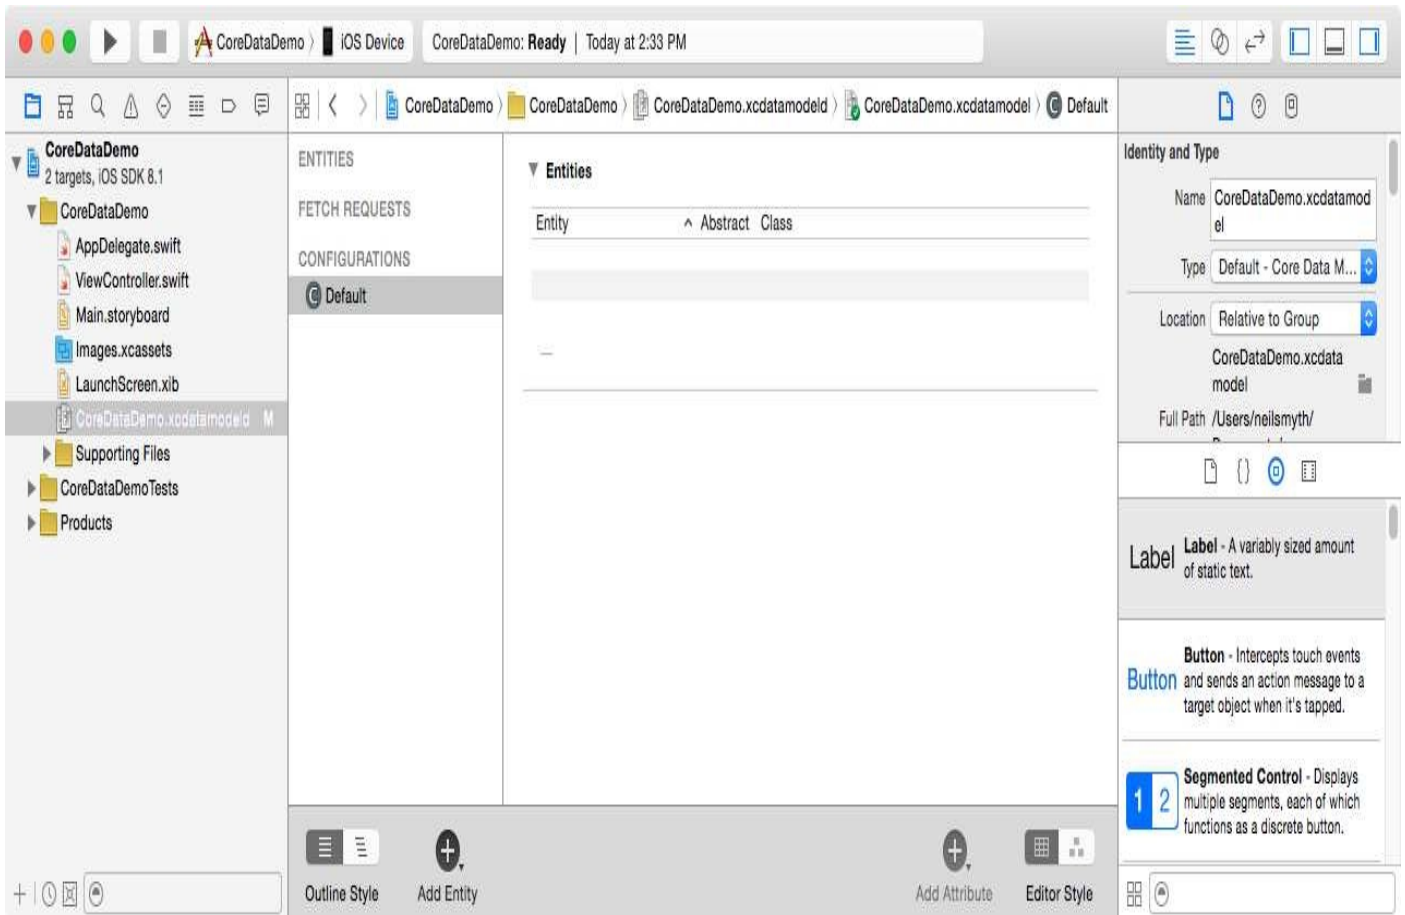 CoreDataDemo
iOS Device
CoreDataDemo: Ready | Today at 2:33 PM
CoreDataDemo
CoreDataDemo
CoreDataDemo.xcdatamodeld
CoreDataDemo.xcdatamodel
Default
CoreDataDemo
2 targets, iOS SDK 8.1
CoreDataDemo
AppDelegate.swift
ViewController.swift
Main.storyboard
Images.xcassets
LaunchScreen.xib
CoreDataDemo.xcdatamodeld M
Supporting Files
CoreDataDemoTests
Products
ENTITIES
FETCH REQUESTS
CONFIGURATIONS
C Default
Entities
Entity Abstract Class
Outline Style
Add Entity
Add Attribute
Editor Style
Identity and Type
Name CoreDataDemo.xcdatamod
el
Type Default - Core Data M...
Location Relative to Group
CoreDataDemo.xcdata
model
Full Path /Users/neilsmyth/
Label
Label - A variably sized amount
of static text.
Button
Button - Intercepts touch events
and sends an action message to a
target object when it's tapped.
1 2
Segmented Control - Displays
multiple segments, each of which
functions as a discrete button.